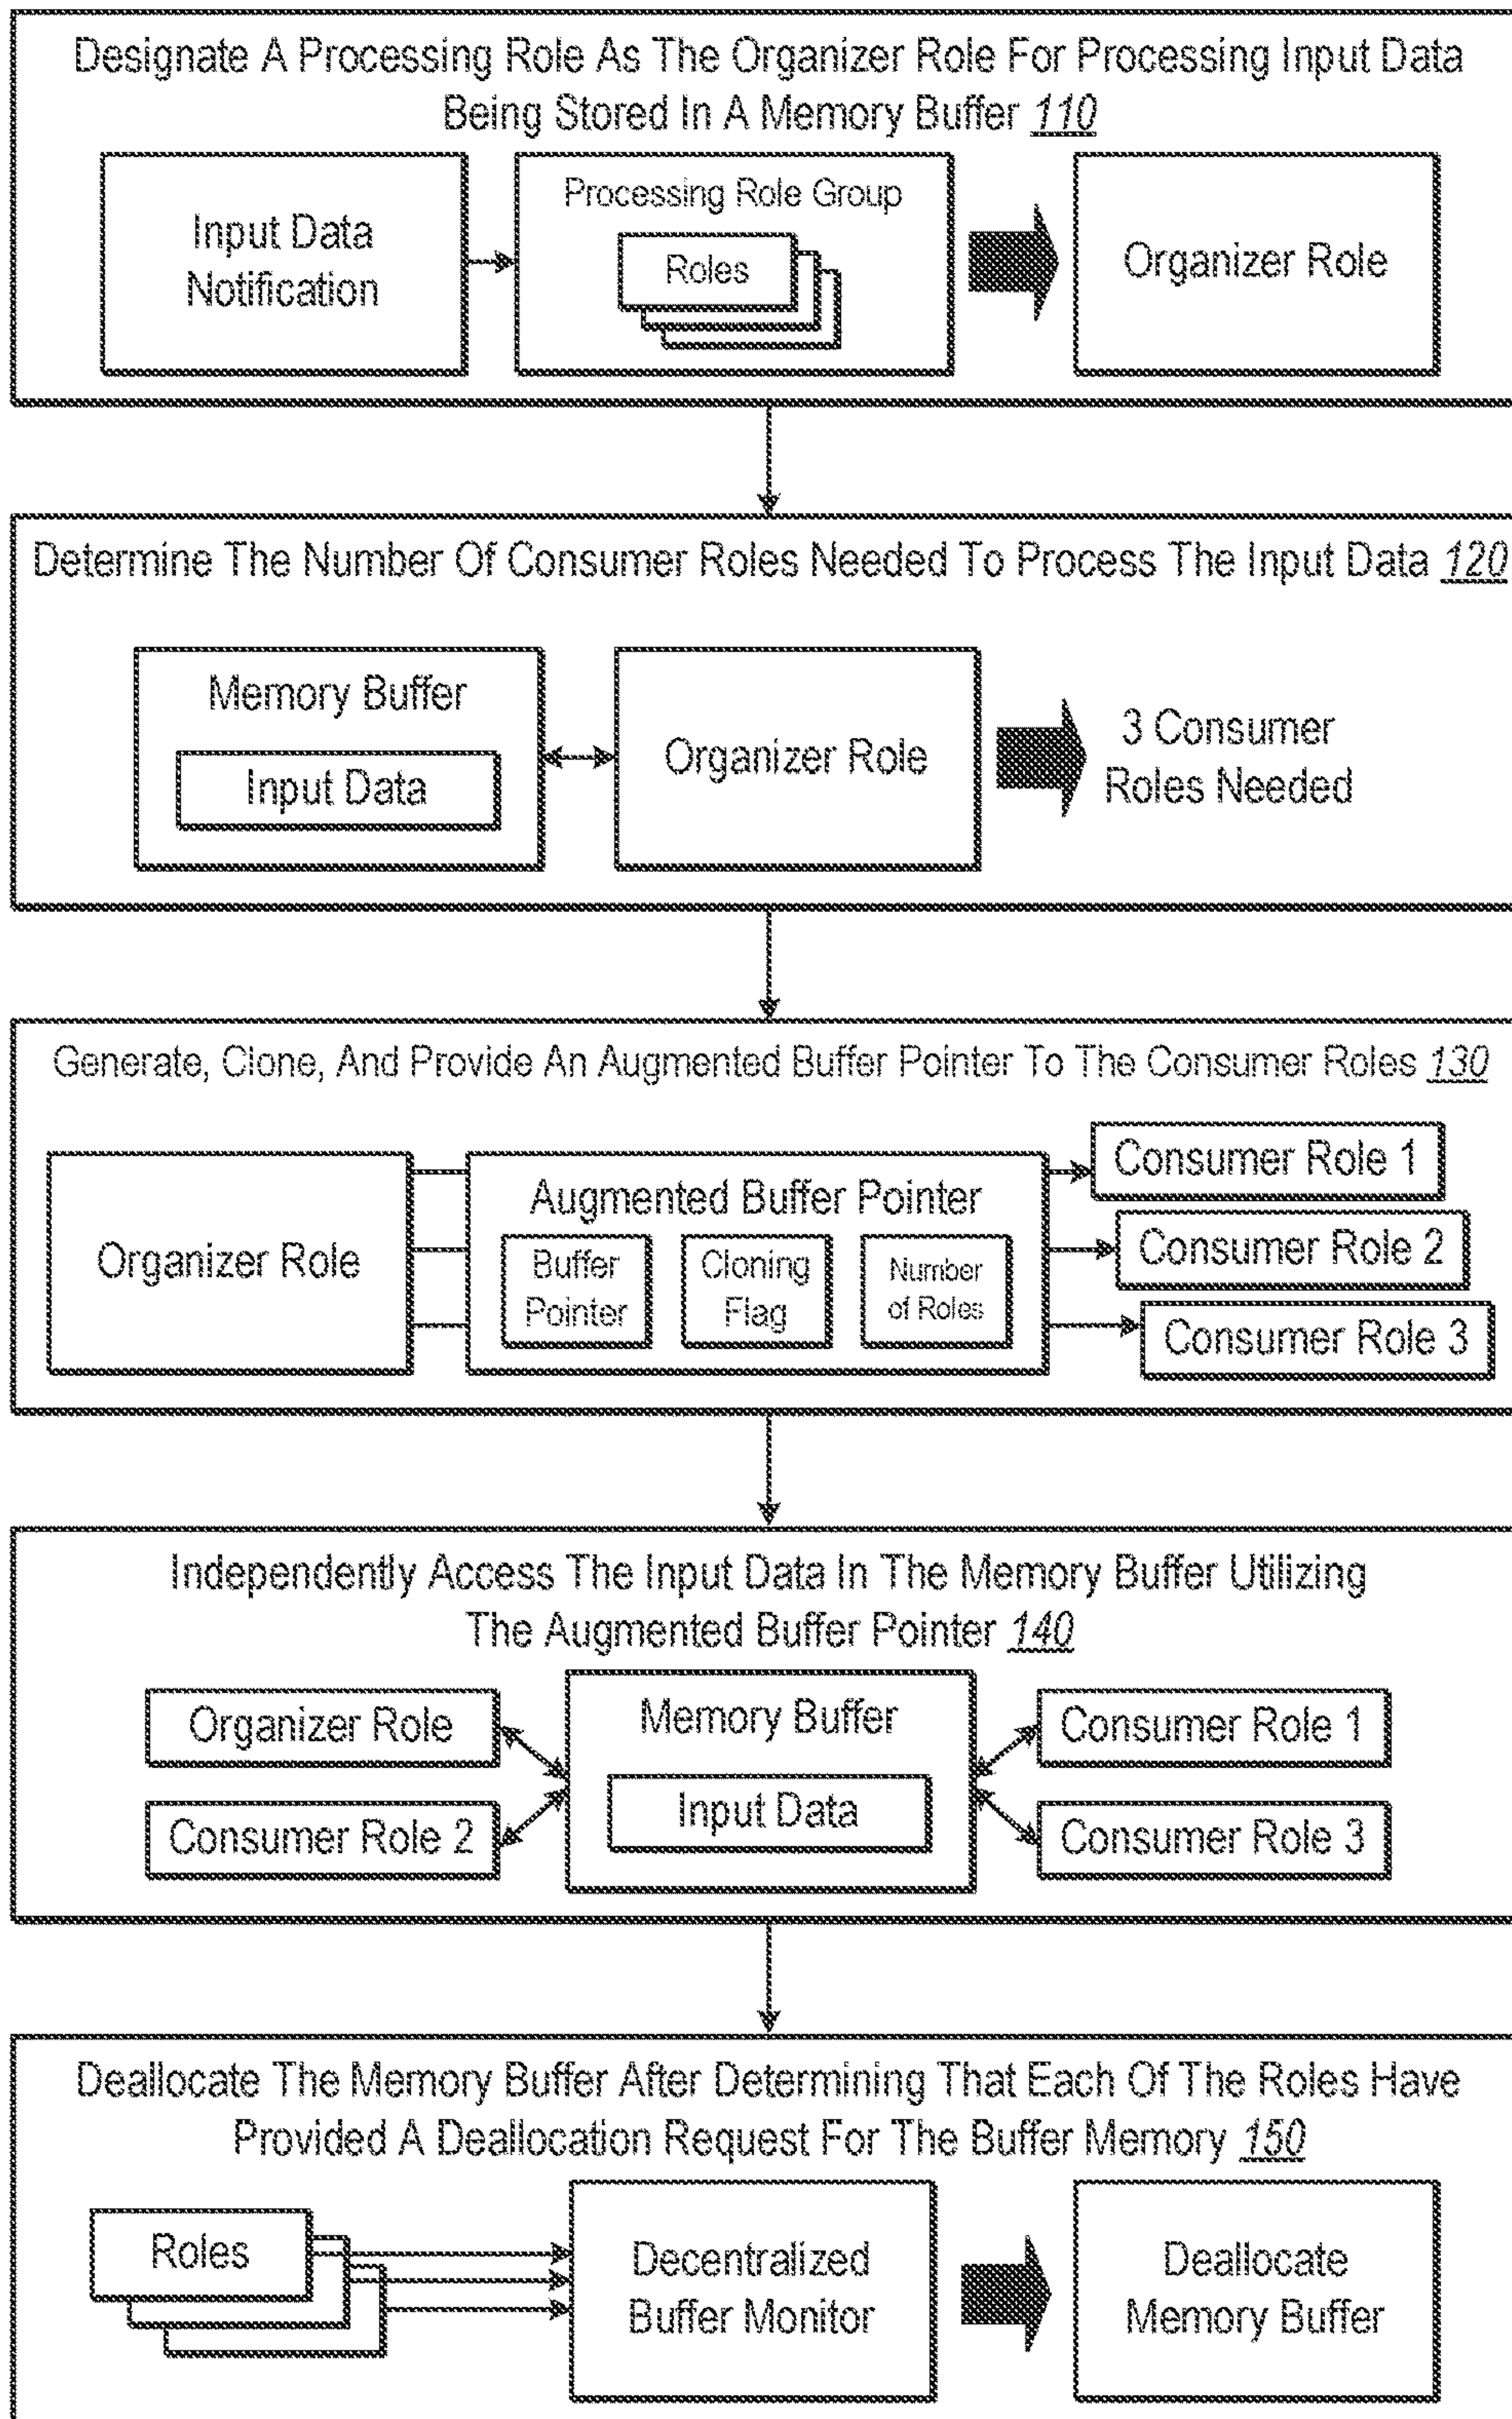 Designate A Processing Role As The Organizer Role For Processing Input Data
Being Stored In A Memory Buffer 110
Input Data
Notification
Processing Role Group
Roles
Organizer Role
Determine The Number Of Consumer Roles Needed To Process The Input Data 120
Memory Buffer
Input Data
Organizer Role
3 Consumer
Roles Needed
Generate, Clone, And Provide An Augmented Buffer Pointer To The Consumer Roles 130
Organizer Role
Augmented Buffer Pointer
Buffer
Pointer
Cloning
Flag
Number
of Roles
Consumer Role 1
Consumer Role 2
Consumer Role 3
Independently Access The Input Data In The Memory Buffer Utilizing
The Augmented Buffer Pointer 140
Organizer Role
Consumer Role 2
Memory Buffer
Input Data
Consumer Role 1
Consumer Role 3
Deallocate The Memory Buffer After Determining That Each Of The Roles Have
Provided A Deallocation Request For The Buffer Memory 150
Roles
Decentralized
Buffer Monitor
Deallocate
Memory Buffer